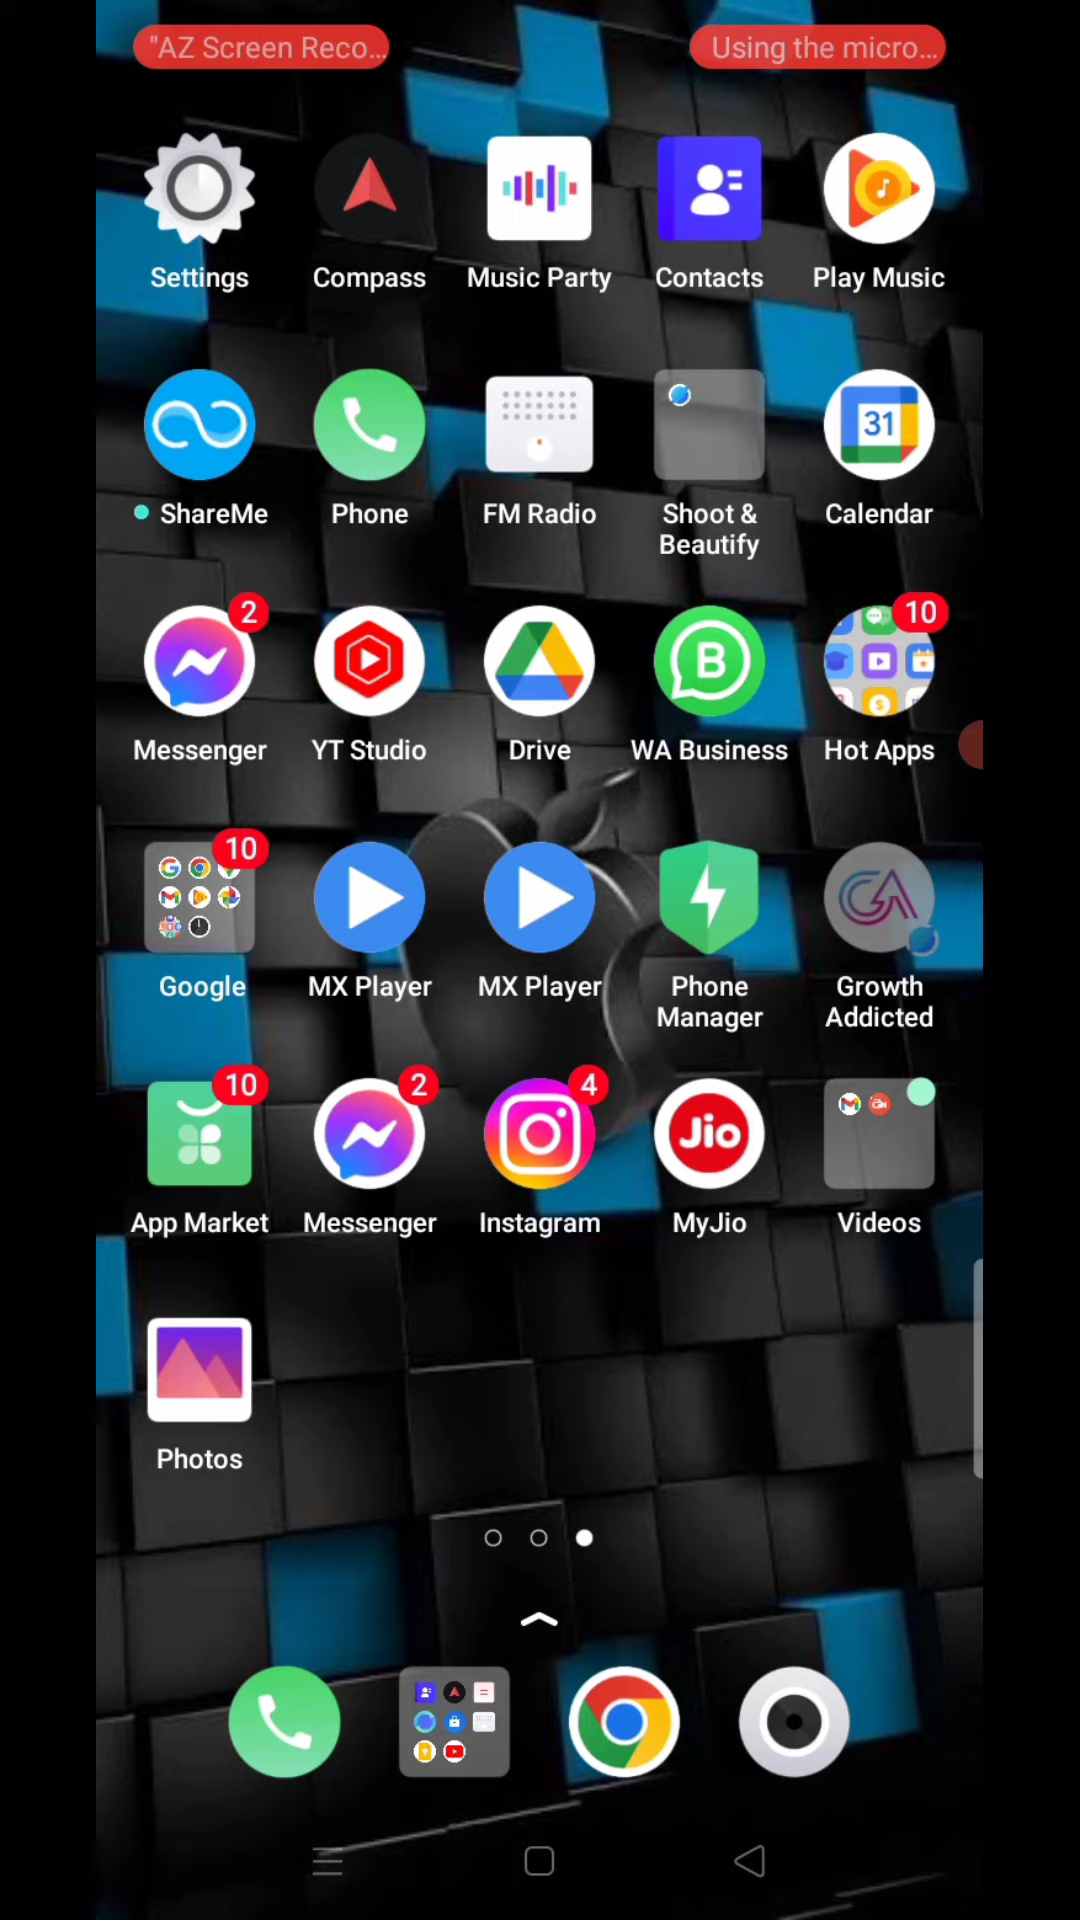 "AZ Screen Reco...
Using the micro...
Settings
Compass
Music Party
Contacts
Play Music
ShareMe
Phone
FM Radio
Shoot &
Beautify
31
Calendar
2
Messenger
YT Studio
Drive
B
WA Business
10
Hot Apps
10
Google
MX Player
MX Player
Phone
Manager
GA
Growth
Addicted
10
App Market
2
Messenger
4
Instagram
Jio
MyJio
Videos
Photos